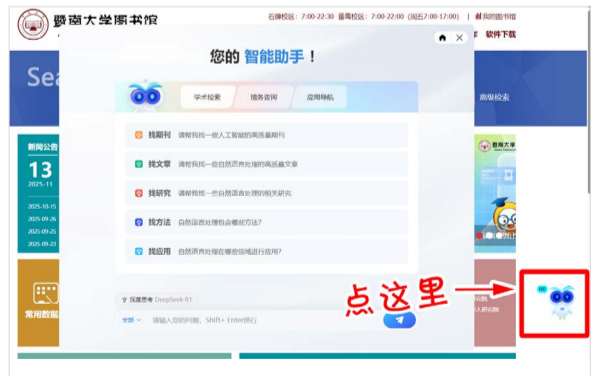 暨南大学图书馆
石牌校区：7:00-22:30 番禺校区：7:00-22:00 (周五7:00-17:00) | 我的图书馆
软件下载
Sea
您的 智能助手！
高级检索
学术检索
馆务咨询
应用导航
新闻公告
13
2025-11
2025-10-15
2025-09-26
2025-09-25
2025-09-23
找期刊 请帮我找一些人工智能的高质量期刊
找文章 请帮我找一些自然语言处理的高质量文章
找研究 请帮我找一些自然语言处理的相关研究
找方法 自然语言处理包含哪些方法?
找应用 自然语言处理在哪些领域进行应用?
暨南大学
常用数据
深度思考 DeepSeek R1
全部 请输入您的问题，Shift+ Enter换行
点这里